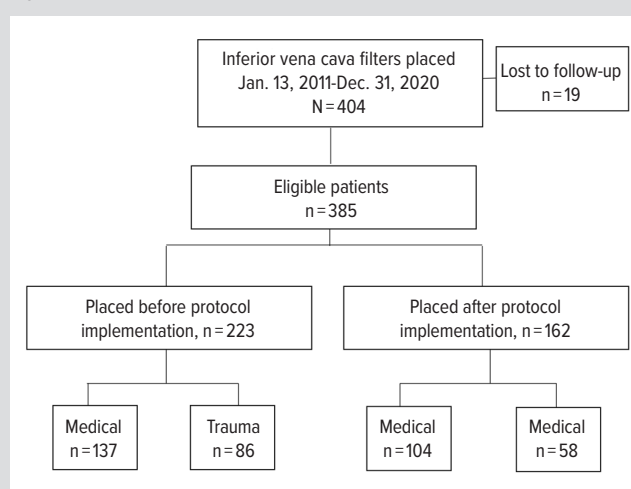 Inferior vena cava filters placed
Jan. 13, 2011-Dec. 31, 2020
N=404
Lost to follow-up
n=19
Eligible patients
n=385
Placed before protocol
implementation, n=223
Placed after protocol
implementation, n=162
Medical
n=137
Trauma
n=86
Medical
n=104
Medical
n=58